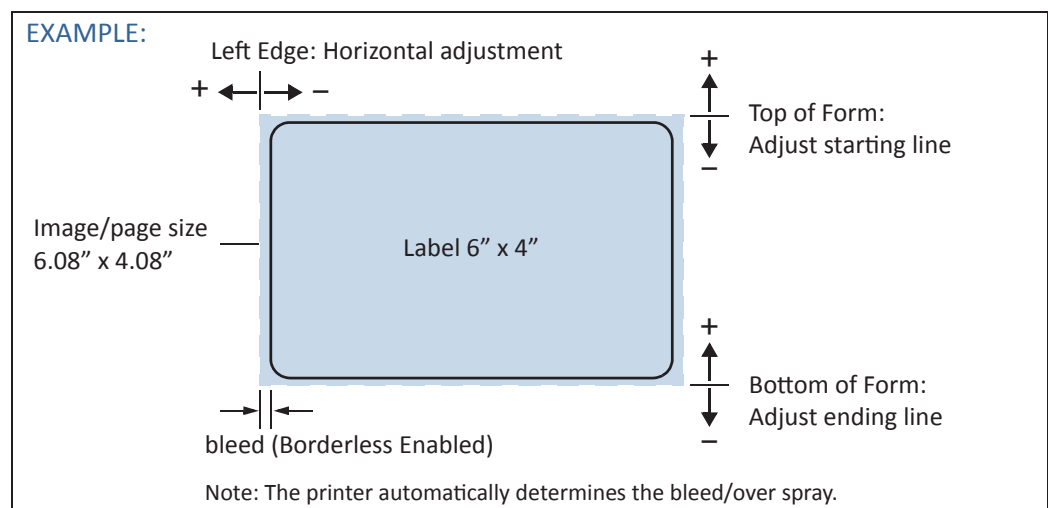 EXAMPLE:
Left Edge: Horizontal adjustment
+ –
+
–
Top of Form:
Adjust starting line
Image/page size
6.08” x 4.08”
Label 6” x 4”
+
–
Bottom of Form:
Adjust ending line
bleed (Borderless Enabled)
Note: The printer automatically determines the bleed/over spray.